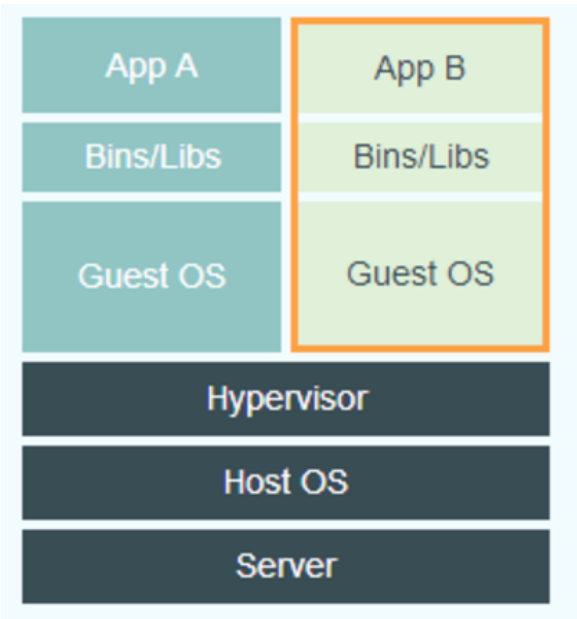 App A
App B
Bins/Libs
Bins/Libs
Guest OS
Guest OS
Hypervisor
Host OS
Server